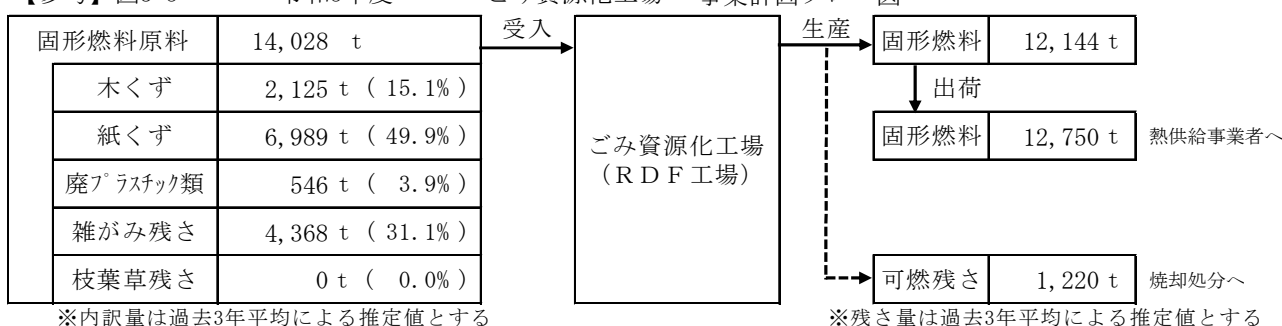 固形燃料原料 14,028 t
木くず 2,125 t ( 15.1% )
紙くず 6,989 t ( 49.9% )
廃プラスチック類 546 t ( 3.9% )
雑がみ残さ 4,368 t ( 31.1% )
枝葉草残さ 0 t ( 0.0% )
※内訳量は過去3年平均による推定値とする
受入
ごみ資源化工場
(RDF工場)
生産
固形燃料 12,144 t
出荷
固形燃料 12,750 t 熱供給事業者へ
可燃残さ 1,220 t 焼却処分へ
※残さ量は過去3年平均による推定値とする